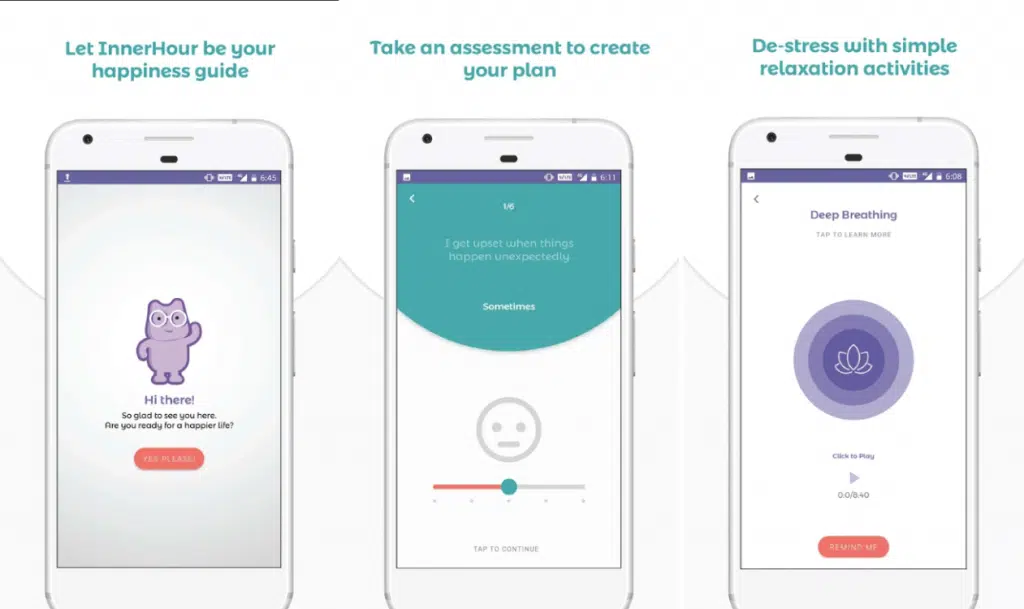 Let InnerHour be your
happiness guide
6:45
Hi there!
So glad to see you here.
Are you ready for a happier life?
YES PLEASE!
Take an assessment to create
your plan
6:11
1/6
I get upset when things
happen unexpectedly
Sometimes
TAP TO CONTINUE
De-stress with simple
relaxation activities
6:08
Deep Breathing
TAP TO LEARN MORE
Click to Play
0:0/8:40
REMIND ME